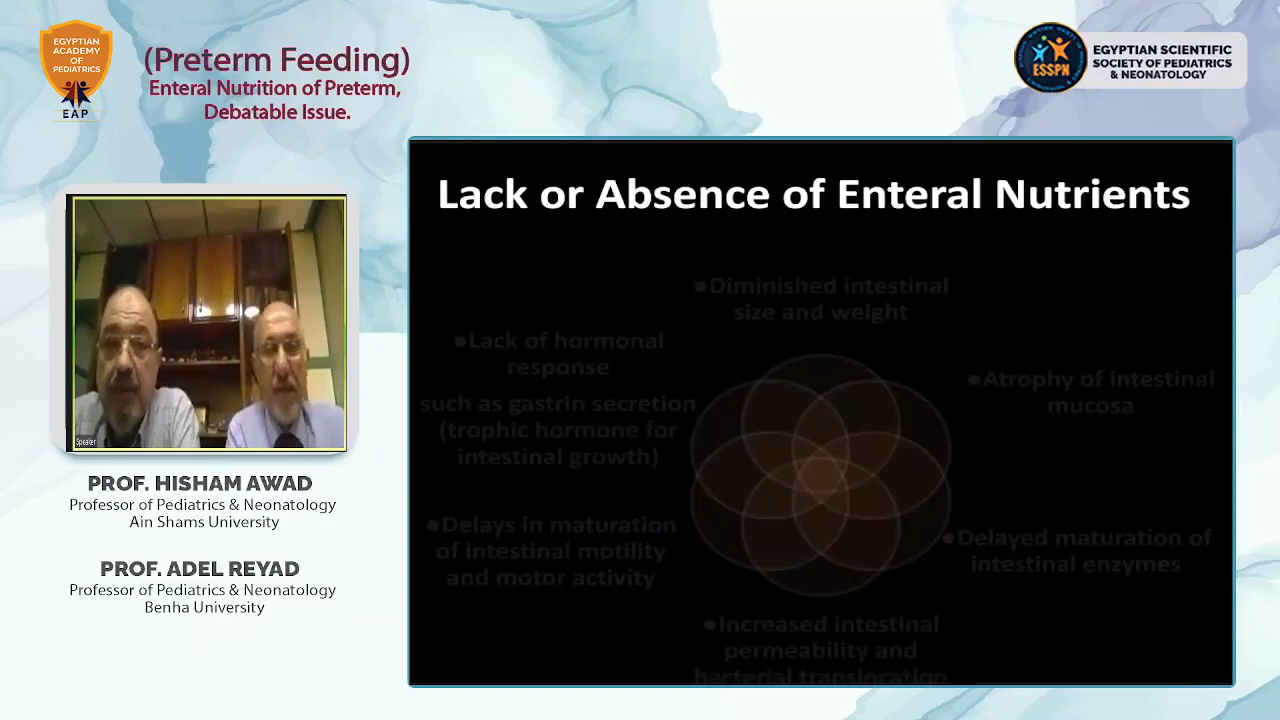 EGYPTIAN
ACADEMY
OF
PEDIATRICS
EAP
(Preterm Feeding)
Enteral Nutrition of Preterm,
Debatable Issue.
ESSPN
EGYPTIAN SCIENTIFIC
SOCIETY OF PEDIATRICS
& NEONATOLOGY
Speaker
PROF. HISHAM AWAD
Professor of Pediatrics & Neonatology
Ain Shams University
PROF. ADEL REYAD
Professor of Pediatrics & Neonatology
Benha University
Lack or Absence of Enteral Nutrients
•Diminished intestinal
size and weight
•Lack of hormonal
response
such as gastrin secretion
(trophic hormone for
intestinal growth)
•Atrophy of intestinal
mucosa
•Delays in maturation
of intestinal motility
and motor activity
•Delayed maturation of
intestinal enzymes
•Increased intestinal
permeability and
bacterial translocation